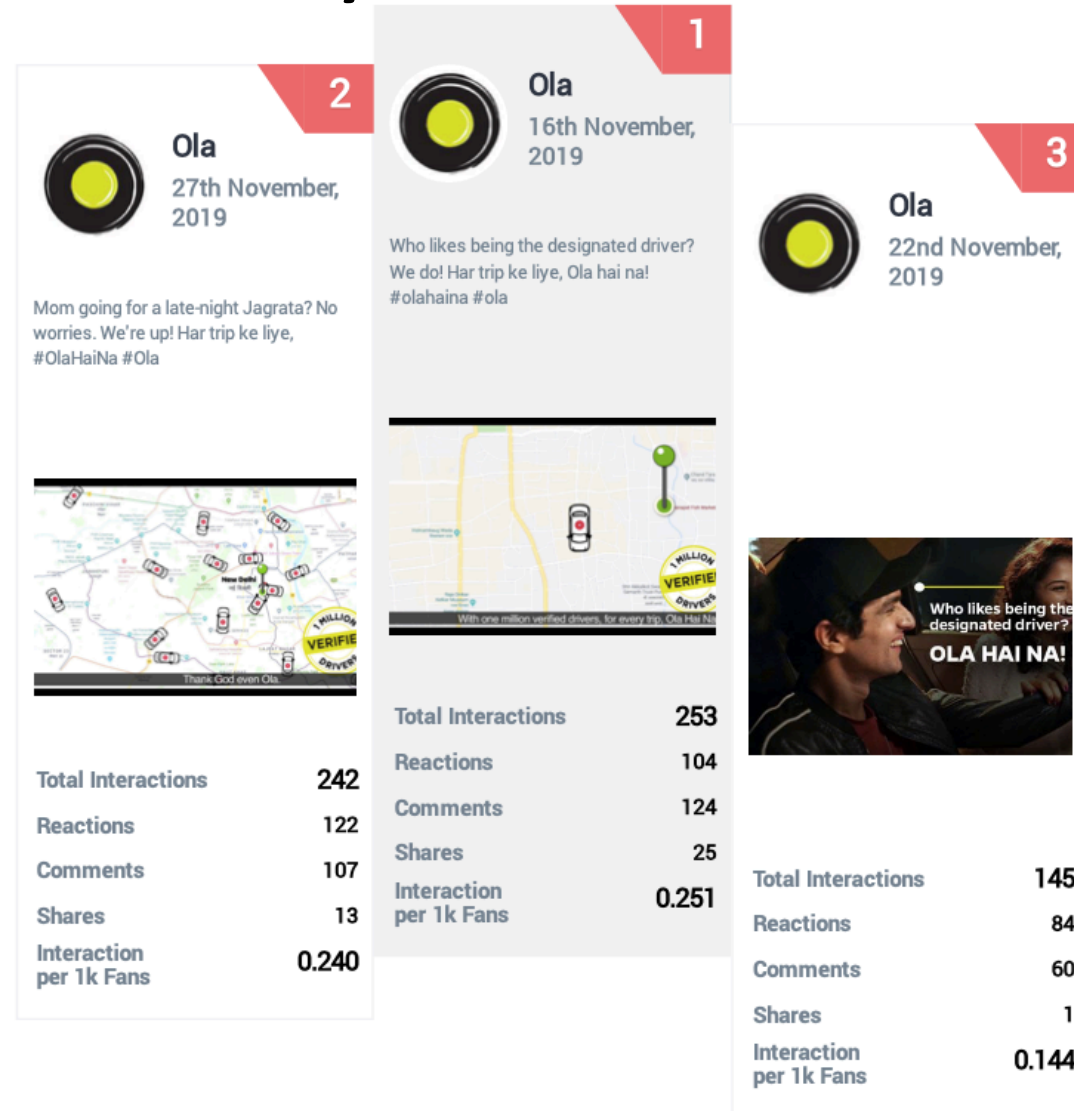 2
Ola
27th November,
2019
Mom going for a late-night Jagrata? No
worries. We're up! Har trip ke liye,
#OlaHaiNa #Ola
New Delhi
1 MILLION
VERIFIE
DRIVERS
Thank God even Ola
Total Interactions 242
Reactions 122
Comments 107
Shares 13
Interaction
per 1k Fans 0.240
1
Ola
16th November,
2019
Who likes being the designated driver?
We do! Har trip ke liye, Ola hai na!
#olahaina #ola
1 MILLION
VERIFIE
DRIVERS
With one million verified drivers, for every trip, Ola Hai Na
Total Interactions 253
Reactions 104
Comments 124
Shares 25
Interaction
per 1k Fans 0.251
3
Ola
22nd November,
2019
Who likes being the
designated driver?
OLA HAI NA!
Total Interactions 145
Reactions 84
Comments 60
Shares 1
Interaction
per 1k Fans 0.144